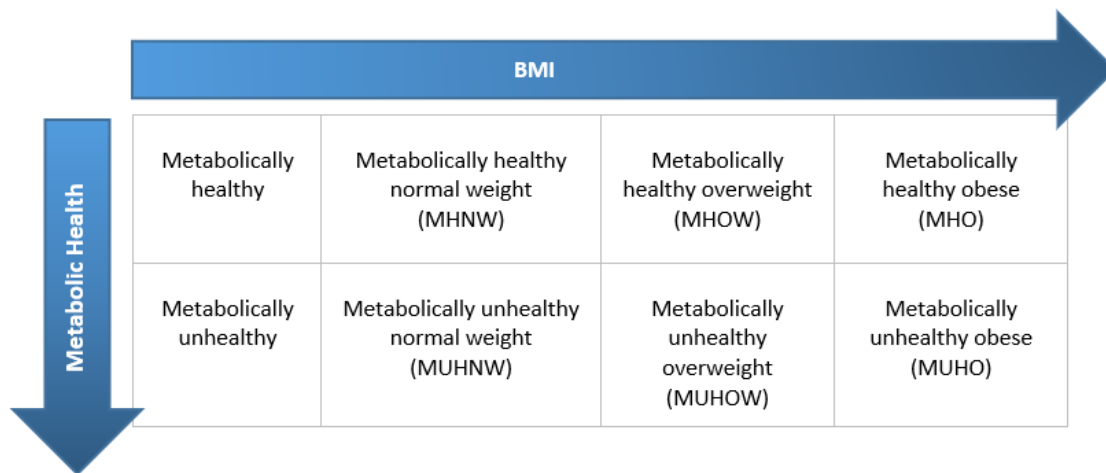 BMI
Metabolic Health
Metabolically
healthy
Metabolically healthy
normal weight
(MHNW)
Metabolically
healthy overweight
(MHOW)
Metabolically
healthy obese
(MHO)
Metabolically
unhealthy
Metabolically unhealthy
normal weight
(MUHNW)
Metabolically
unhealthy
overweight
(MUHOW)
Metabolically
unhealthy obese
(MUHO)